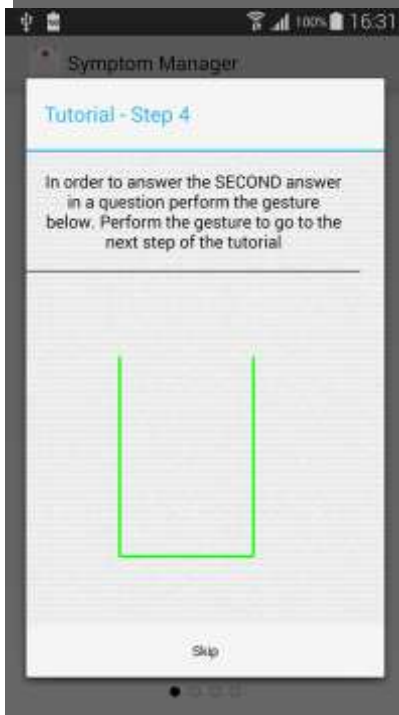 100% 16:31
Symptom Manager
Tutorial - Step 4
In order to answer the SECOND answer
in a question perform the gesture
below. Perform the gesture to go to the
next step of the tutorial
Skip